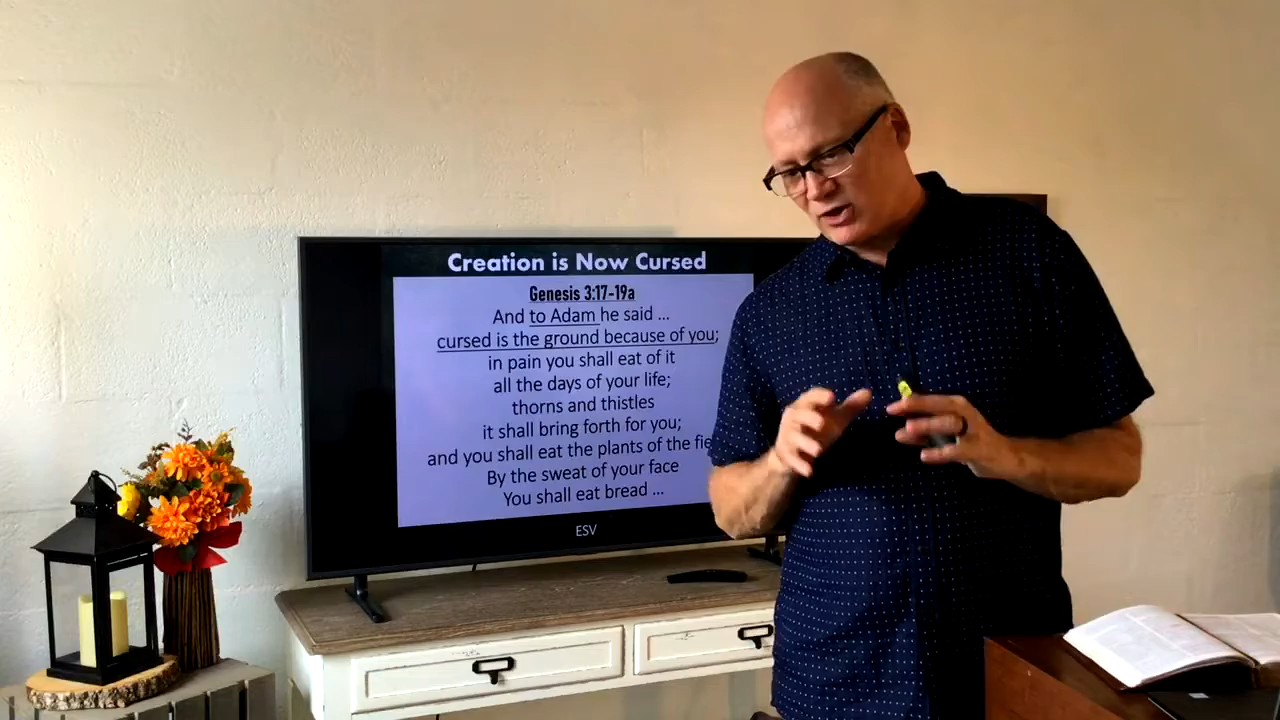 Creation is Now Cursed
Genesis 3:17-19a
And to Adam he said ...
cursed is the ground because of you;
in pain you shall eat of it
all the days of your life;
thorns and thistles
it shall bring forth for you;
and you shall eat the plants of the
By the sweat of your face
You shall eat bread ...
ESV